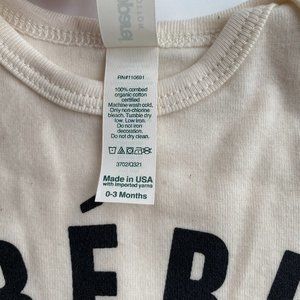 RN#110691
100% combed
organic cotton
certified
Machine wash cold.
Only non-chlorine
bleach. Tumble dry
low. Low iron.
Do not iron
decoration.
Do not dry clean.
3702/Q321
Made in USA
with imported yarns
0-3 Months